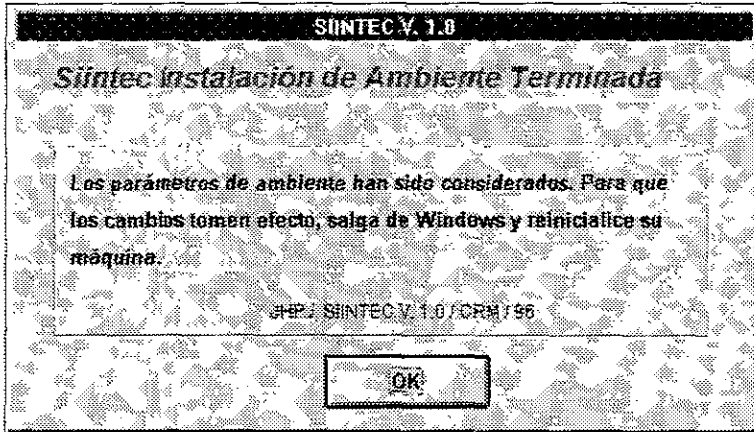 SIINTEC V. 1.0
Siintec Instalación de Ambiente Terminada
Los parámetros de ambiente han sido considerados. Para que
los cambios tomen efecto, salga de Windows y reinicialice su
máquina.
JHP / SIINTEC V. 1.0 / CRM / 96
OK